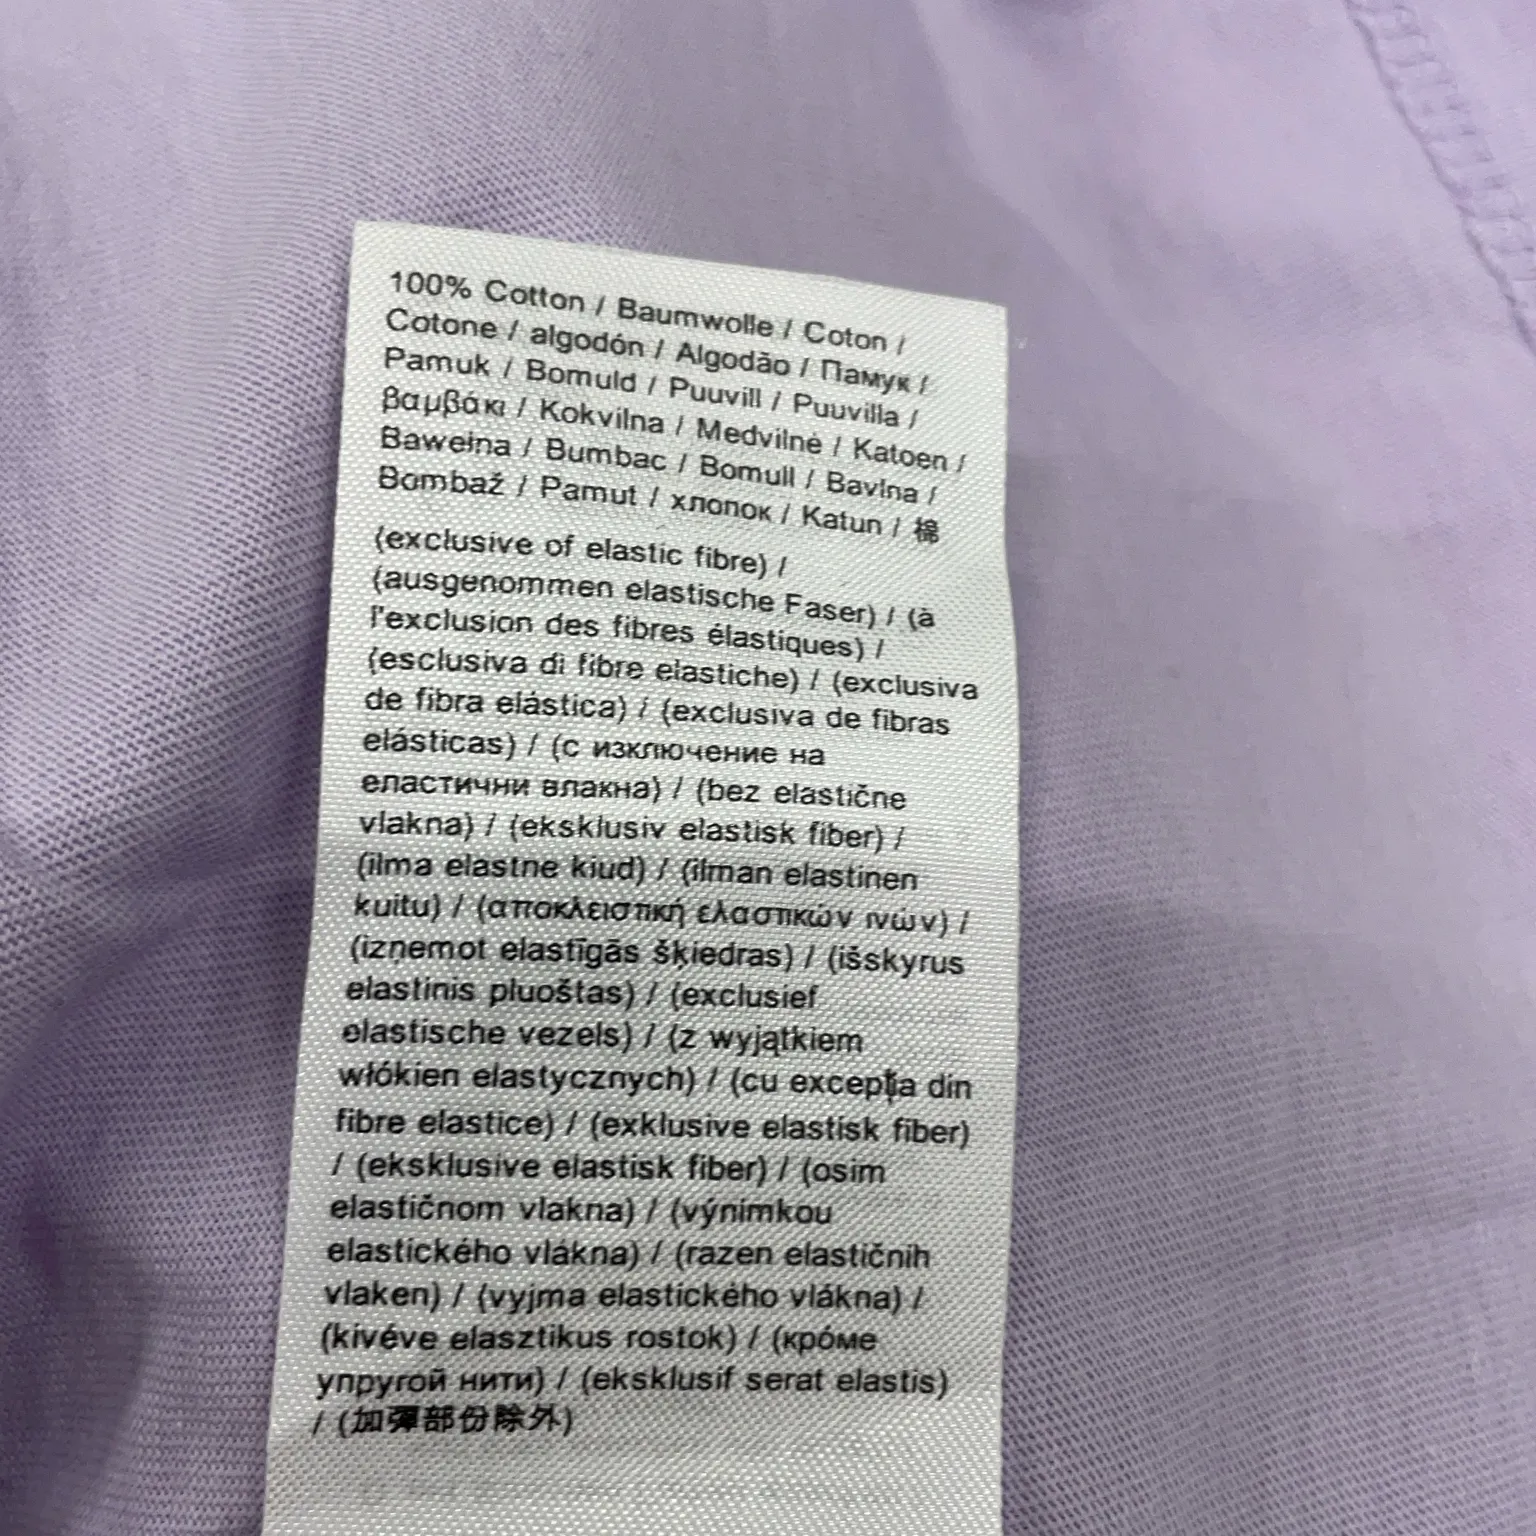 100% Cotton / Baumwolle / Coton /
Cotone / algodón / Algodão / Памук /
Pamuk / Bomuld / Puuvill / Puuvilla /
βαμβάκι / Kokvilna / Medvilnė / Katoen /
Bawełna / Bumbac / Bomull / Bavlna /
Bombaž / Pamut / хлопок / Katun / 棉
(exclusive of elastic fibre) /
(ausgenommen elastische Faser) / (à
l'exclusion des fibres élastiques) /
(esclusiva di fibre elastiche) / (exclusiva
de fibra elástica) / (exclusiva de fibras
elásticas) / (с изключение на
еластични влакна) / (bez elastične
vlakna) / (eksklusiv elastisk fiber) /
(ilma elastne kiud) / (ilman elastinen
kuitu) / (αποκλειστική ελαστικών ινών) /
(izņemot elastīgās šķiedras) / (išskyrus
elastinis pluoštas) / (exclusief
elastische vezels) / (z wyjątkiem
włókien elastycznych) / (cu excepţia din
fibre elastice) / (exklusive elastisk fiber)
/ (eksklusive elastisk fiber) / (osim
elastičnom vlakna) / (výnimkou
elastického vlákna) / (razen elastičnih
vlaken) / (vyjma elastického vlákna) /
(kivéve elasztikus rostok) / (крóме
упругой нити) / (eksklusif serat elastis)
/ (加彈部份除外)